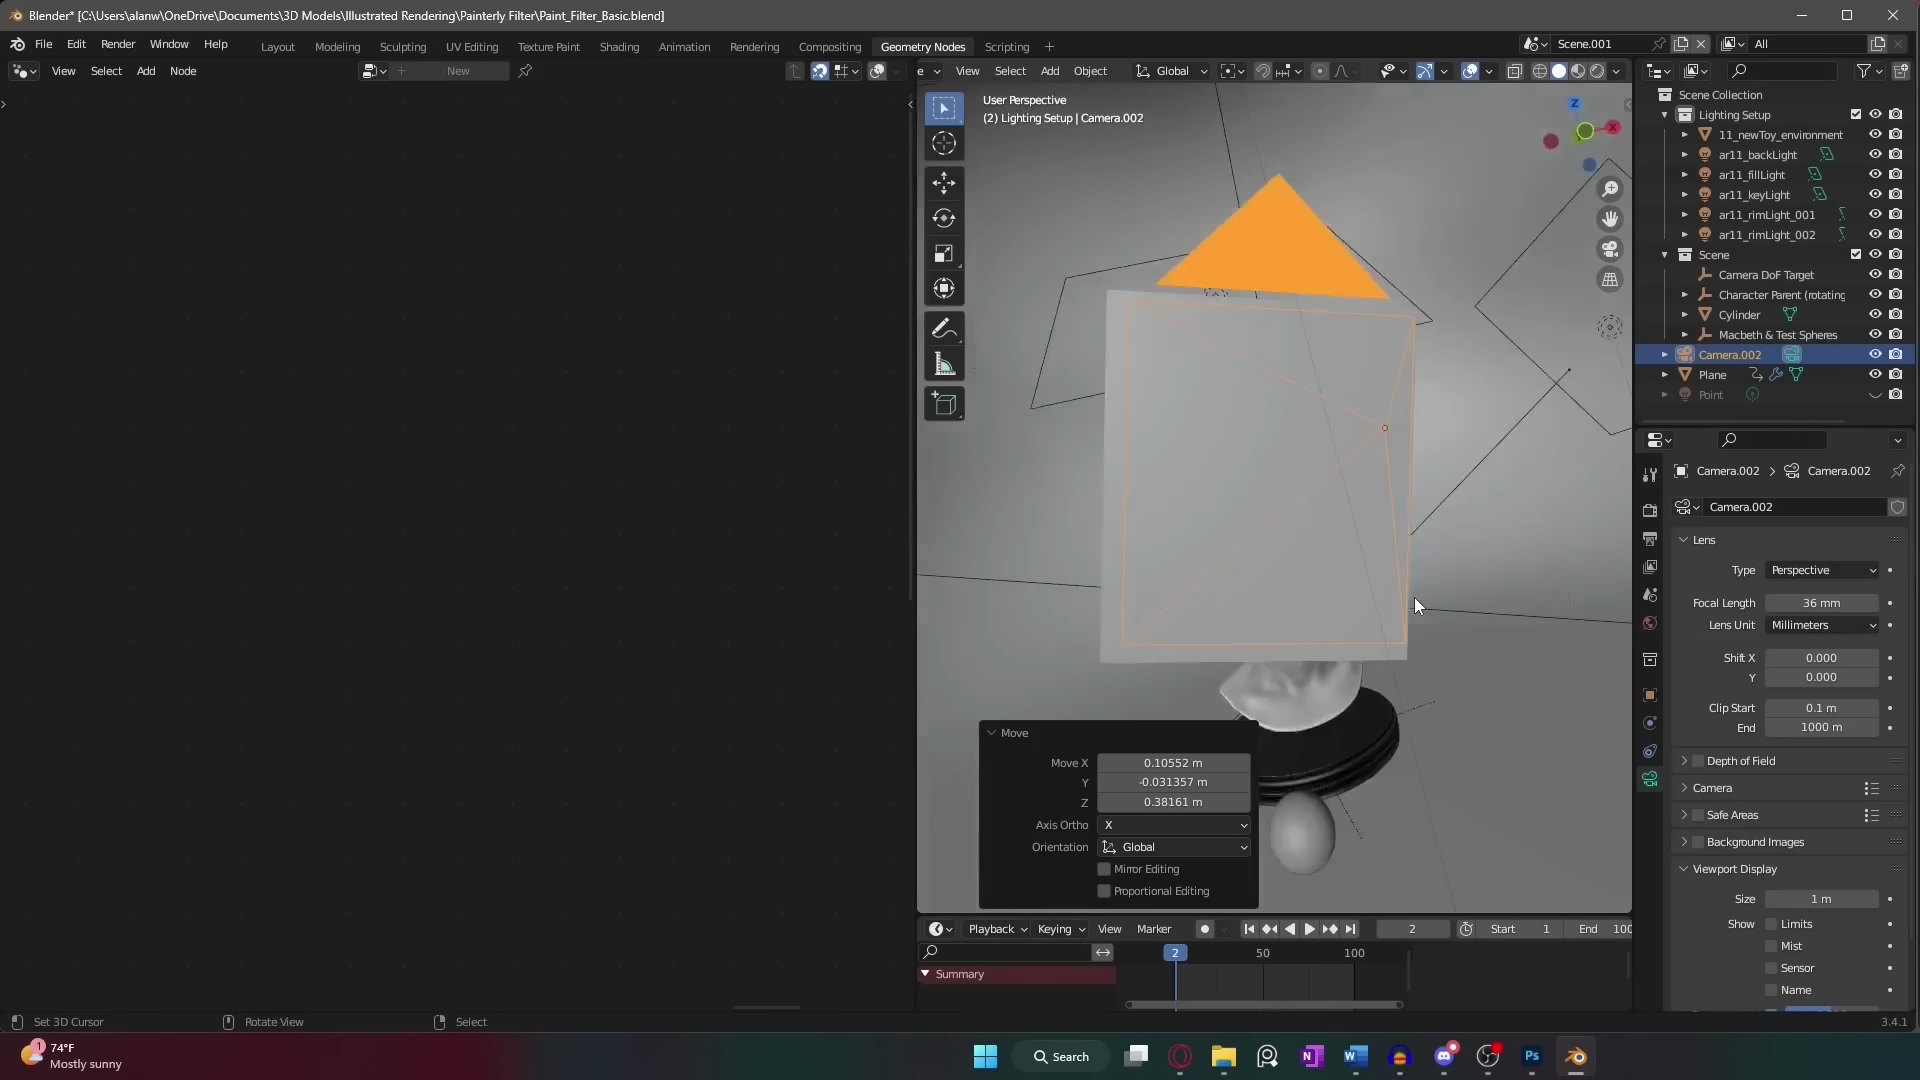 Blender* [C:\Users\alanw\OneDrive\Documents\3D Models\Illustrated Rendering\Painterly Filter\Paint_Filter_Basic.blend]
File Edit Render Window Help
Layout Modeling Sculpting UV Editing Texture Paint Shading Animation Rendering Compositing Geometry Nodes Scripting
Scene.001
All
View Select Add Node
New
e View Select Add Object
Global
User Perspective
(2) Lighting Setup | Camera.002
Z
X
Scene Collection
Lighting Setup
11_newToy_environment
ar11_backLight
ar11_fillLight
ar11_keyLight
ar11_rimLight_001
ar11_rimLight_002
Scene
Camera DoF Target
Character Parent (rotating
Cylinder
Macbeth & Test Spheres
Camera.002
Plane
Point
Camera.002 > Camera.002
Camera.002
Lens
Type Perspective
Focal Length 36 mm
Lens Unit Millimeters
Shift X 0.000
Y 0.000
Clip Start 0.1 m
End 1000 m
Depth of Field
Camera
Safe Areas
Background Images
Viewport Display
Size 1 m
Show Limits
Mist
Sensor
Name
Move
Move X 0.10552 m
Y -0.031357 m
Z 0.38161 m
Axis Ortho X
Orientation Global
Mirror Editing
Proportional Editing
Playback Keying View Marker
2
Start 1 End 100
2 50 100
Summary
Set 3D Cursor
Rotate View
Select
3.4.1
1
74°F
Mostly sunny
Search
N
W
Ps